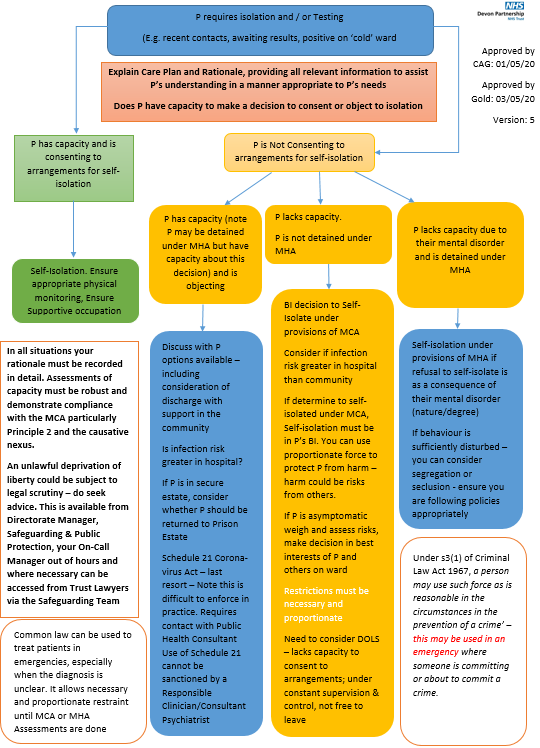 P requires isolation and / or Testing
(E.g. recent contacts, awaiting results, positive on 'cold' ward
NHS
Devon Partnership
NHS Trust
Approved by
CAG: 01/05/20
Approved by
Gold: 03/05/20
Version: 5
Explain Care Plan and Rationale, providing all relevant information to assist
P's understanding in a manner appropriate to P's needs
Does P have capacity to make a decision to consent or object to isolation
P has capacity and is
consenting to
arrangements for self-
isolation
P is Not Consenting to
arrangements for self-isolation
P has capacity (note
P may be detained
under MHA but have
capacity about this
decision) and is
objecting
P lacks capacity.
P is not detained under
MHA
P lacks capacity due to
their mental disorder
and is detained under
MHA
Self-Isolation. Ensure
appropriate physical
monitoring, Ensure
Supportive occupation
Discuss with P
options available –
including
consideration of
discharge with
support in the
community
Is infection risk
greater in hospital?
If P is in secure
estate, consider
whether P should be
returned to Prison
Estate
Schedule 21 Corona-
virus Act – last
resort – Note this is
difficult to enforce in
practice. Requires
contact with Public
Health Consultant
Use of Schedule 21
cannot be
sanctioned by a
Responsible
Clinician/Consultant
Psychiatrist
BI decision to Self-
Isolate under
provisions of MCA
Consider if infection
risk greater in hospital
than community
If determine to self-
isolated under MCA,
Self-isolation must be
in P's BI. You can use
proportionate force to
protect P from harm –
harm could be risks
from others.
If P is asymptomatic
weigh and assess risks,
make decision in best
interests of P and
others on ward
Restrictions must be
necessary and
proportionate
Need to consider DOLS
– lacks capacity to
consent to
arrangements; under
constant supervision &
control, not free to
leave
Self-isolation under
provisions of MHA if
refusal to self-isolate is
as a consequence of
their mental disorder
(nature/degree)
If behaviour is
sufficiently disturbed –
you can consider
segregation or
seclusion - ensure you
are following policies
appropriately
In all situations your
rationale must be recorded
in detail. Assessments of
capacity must be robust and
demonstrate compliance
with the MCA particularly
Principle 2 and the causative
nexus.
An unlawful deprivation of
liberty could be subject to
legal scrutiny – do seek
advice. This is available from
Directorate Manager,
Safeguarding & Public
Protection, your On-Call
Manager out of hours and
where necessary can be
accessed from Trust Lawyers
via the Safeguarding Team
Common law can be used to
treat patients in
emergencies, especially
when the diagnosis is
unclear. It allows necessary
and proportionate restraint
until MCA or MHA
Assessments are done
Under s3(1) of Criminal
Law Act 1967, a person
may use such force as is
reasonable in the
circumstances in the
prevention of a crime' –
this may be used in an
emergency where
someone is committing
or about to commit a
crime.